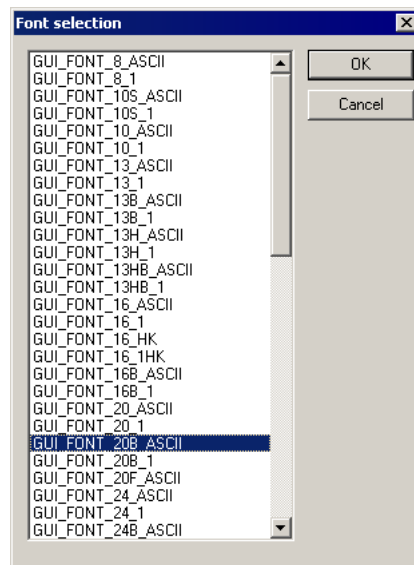 Font selection
GUI_FONT_8_ASCII
GUI_FONT_8_1
GUI_FONT_10S_ASCII
GUI_FONT_10S_1
GUI_FONT_10_ASCII
GUI_FONT_10_1
GUI_FONT_13_ASCII
GUI_FONT_13_1
GUI_FONT_13B_ASCII
GUI_FONT_13B_1
GUI_FONT_13H_ASCII
GUI_FONT_13H_1
GUI_FONT_13HB_ASCII
GUI_FONT_13HB_1
GUI_FONT_16_ASCII
GUI_FONT_16_1
GUI_FONT_16_HK
GUI_FONT_16_1HK
GUI_FONT_16B_ASCII
GUI_FONT_16B_1
GUI_FONT_20_ASCII
GUI_FONT_20_1
GUI_FONT_20B_ASCII
GUI_FONT_20B_1
GUI_FONT_20F_ASCII
GUI_FONT_24_ASCII
GUI_FONT_24_1
GUI_FONT_24B_ASCII
OK
Cancel